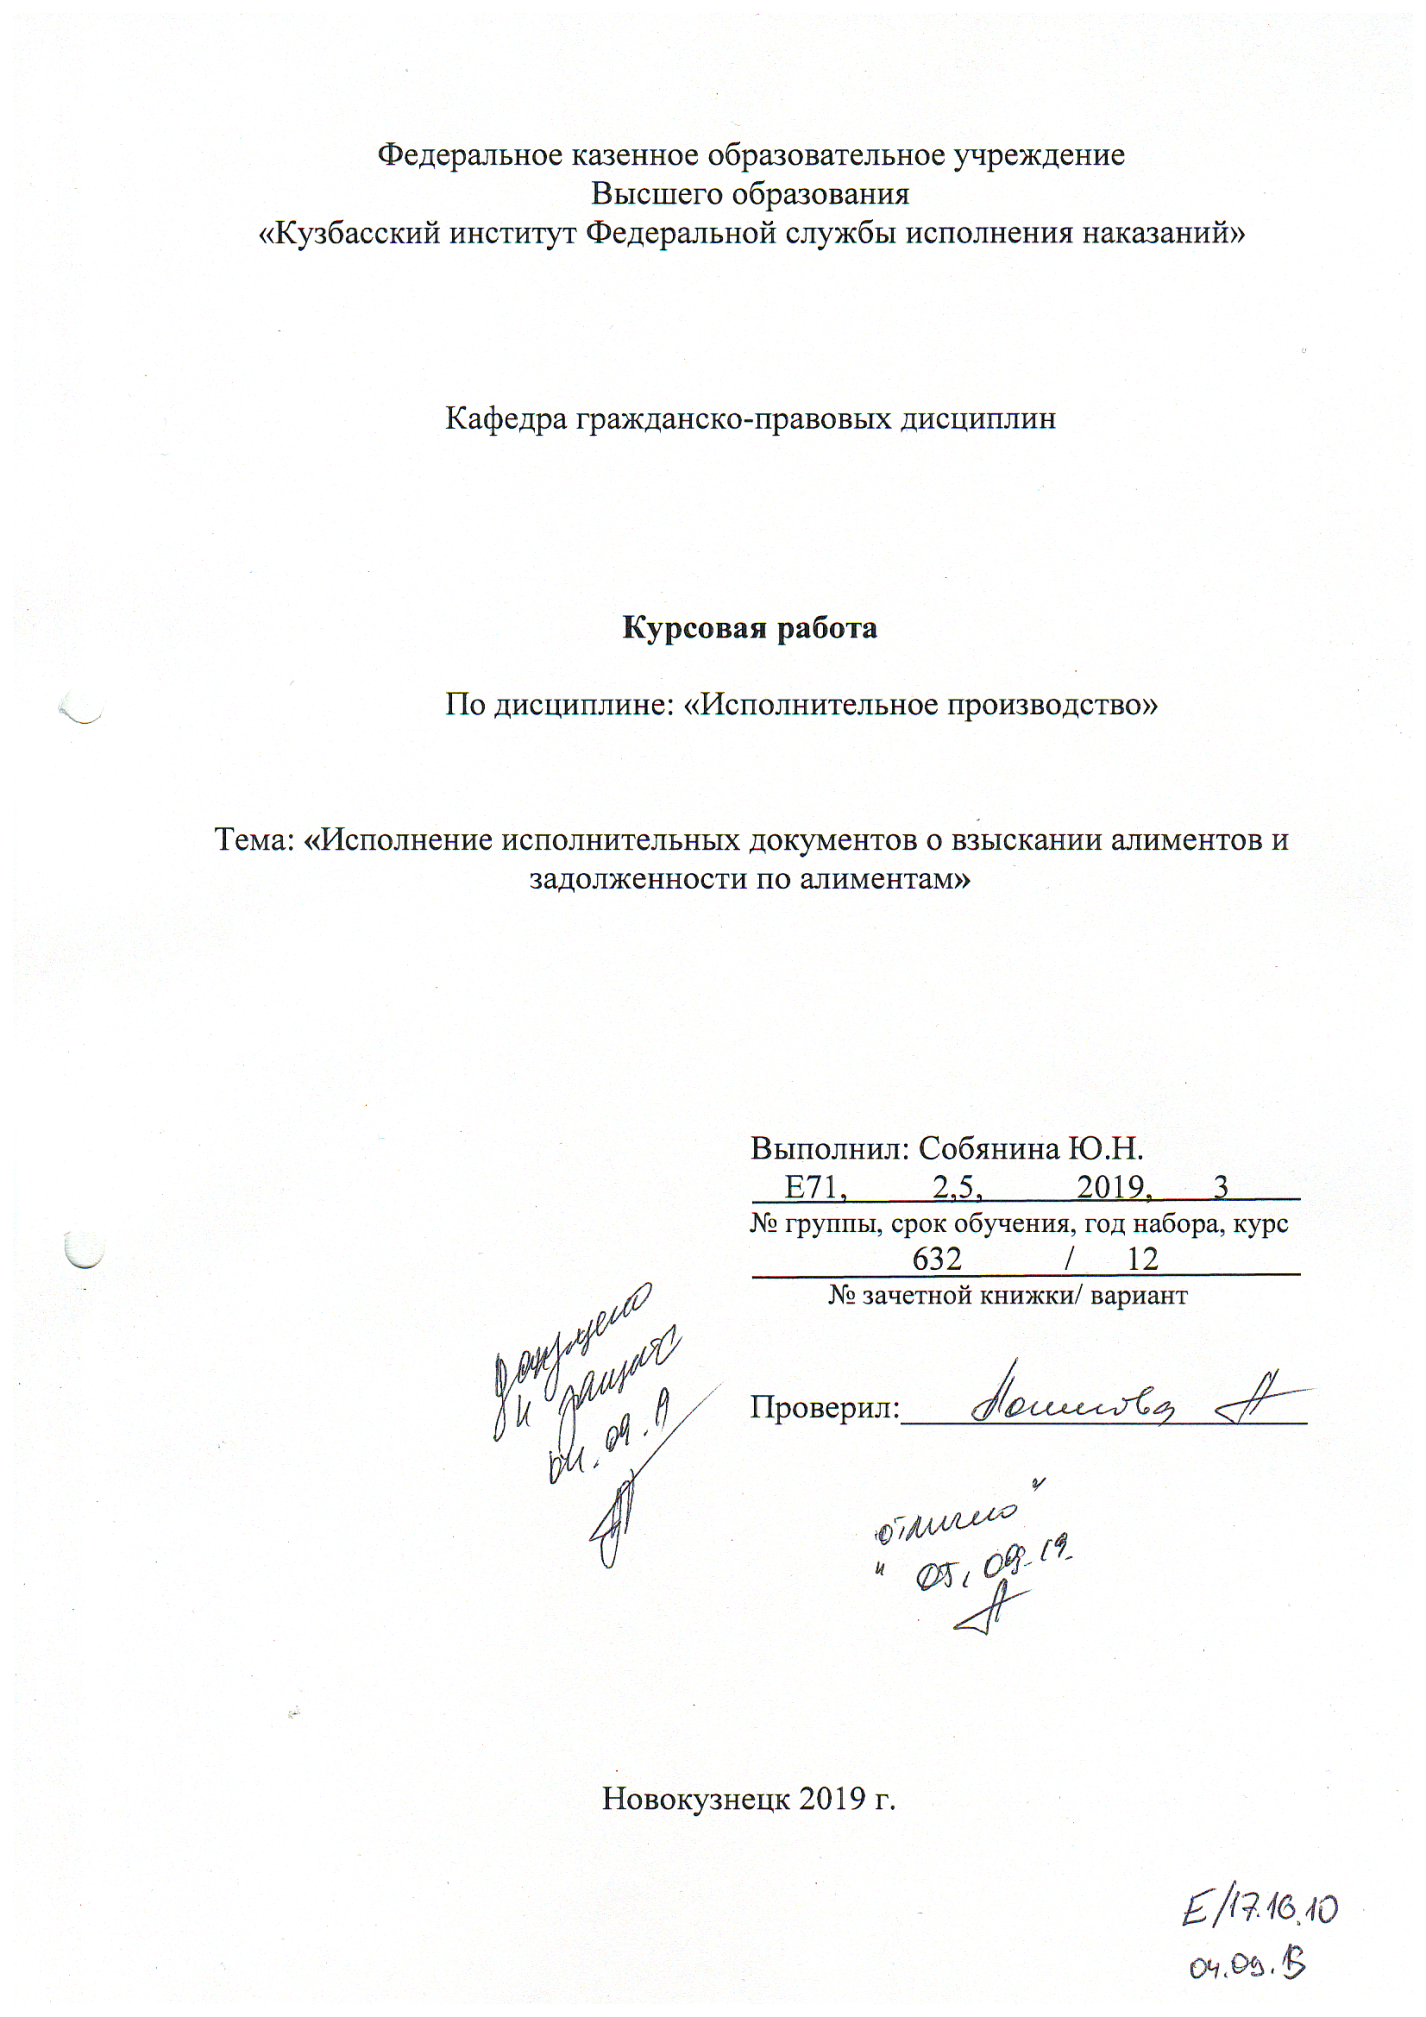 Федеральное казенное образовательное учреждение
Высшего образования
«Кузбасский институт Федеральной службы исполнения наказаний»
Кафедра гражданско-правовых дисциплин
Курсовая работа
По дисциплине: «Исполнительное производство»
Тема: «Исполнение исполнительных документов о взыскании алиментов и
задолженности по алиментам»
Выполнил: Собянина Ю.Н.
Е71, 2,5, 2019, 3
№ группы, срок обучения, год набора, курс
632 / 12
№ зачетной книжки/ вариант
допущена
к защите
04.09.19
Проверил:
"отлично"
05.09.19.
Новокузнецк 2019 г.
Е/17.16.10
04.09.19